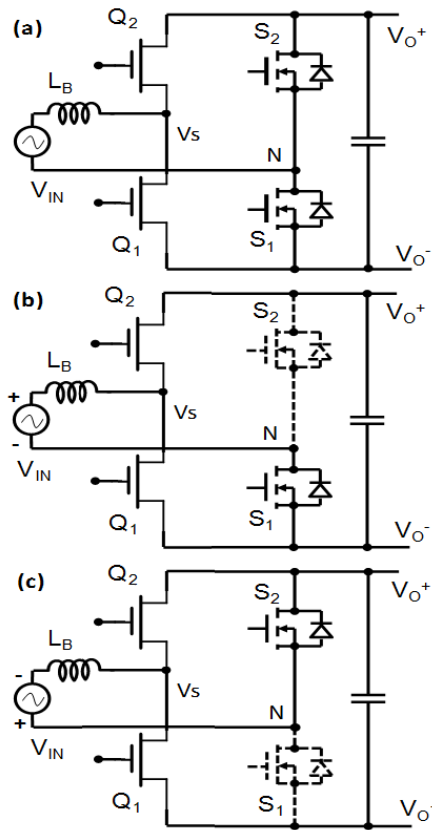 (a)
Q2
S2
VO+
LB
Vs
N
VIN
Q1
S1
VO-
(b)
Q2
S2
VO+
LB
+
Vs
-
N
VIN
Q1
S1
VO-
(c)
Q2
S2
VO+
LB
-
Vs
+
N
VIN
Q1
S1
VO-